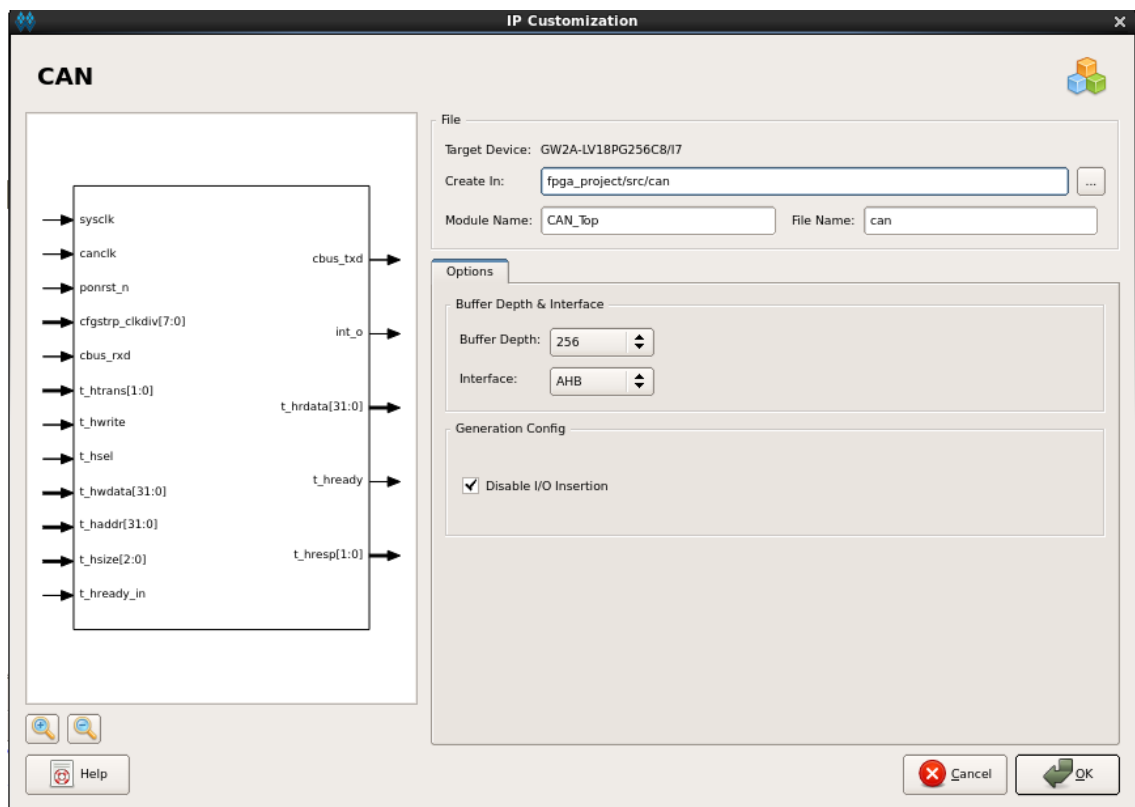 IP Customization
CAN
sysclk
canclk
ponrst_n
cfgstrp_clkdiv[7:0]
cbus_rxd
t_htrans[1:0]
t_hwrite
t_hsel
t_hwdata[31:0]
t_haddr[31:0]
t_hsize[2:0]
t_hready_in
cbus_txd
int_o
t_hrdata[31:0]
t_hready
t_hresp[1:0]
File
Target Device: GW2A-LV18PG256C8/I7
Create In: fpga_project/src/can ...
Module Name: CAN_Top File Name: can
Options
Buffer Depth & Interface
Buffer Depth: 256
Interface: AHB
Generation Config
Disable I/O Insertion
Help
Cancel
OK